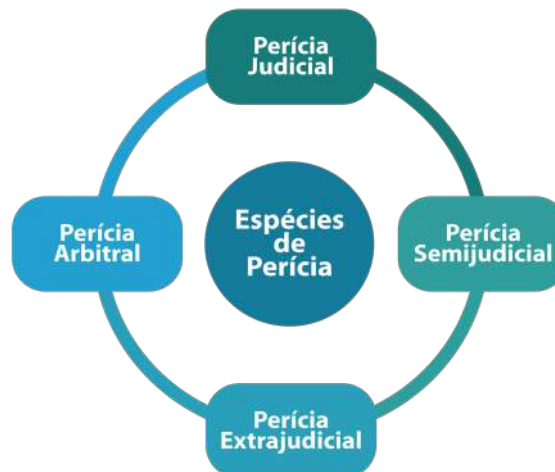 Perícia
Judicial
Perícia
Arbitral
Espécies
de
Perícia
Perícia
Semijudicial
Perícia
Extrajudicial